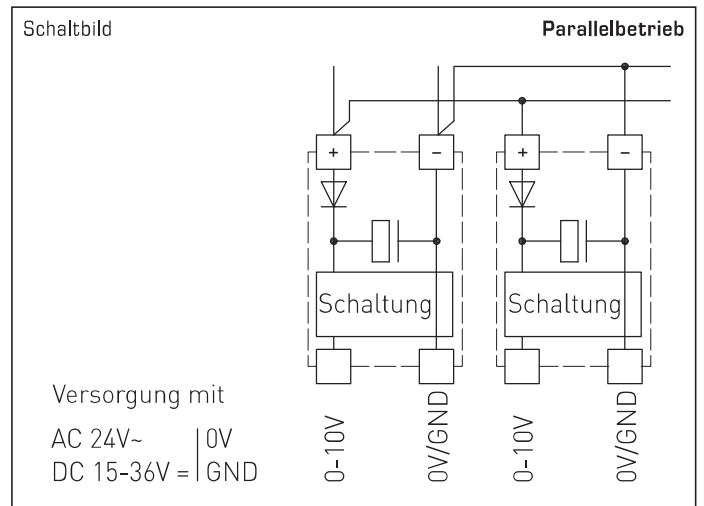 Schaltbild
Parallelbetrieb
+
-
+
-
Schaltung
Schaltung
Versorgung mit
AC 24V~ | 0V
DC 15-36V = | GND
0-10V
0V/GND
0-10V
0V/GND